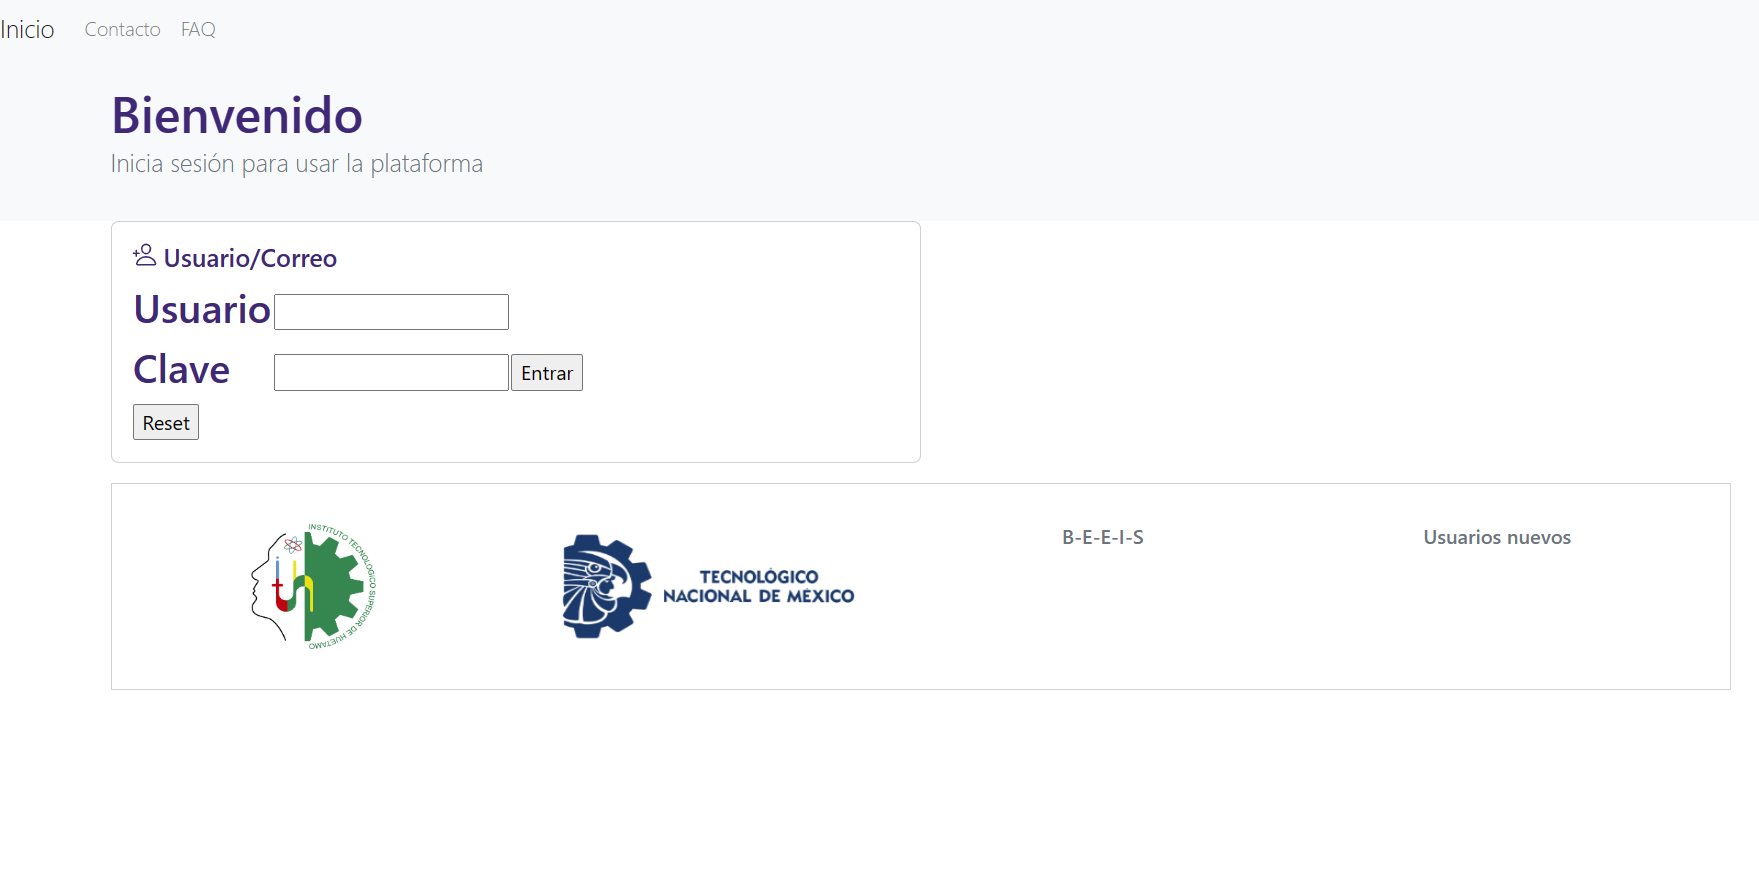 Inicio Contacto FAQ
Bienvenido
Inicia sesión para usar la plataforma
Usuario/Correo
Usuario
Clave Entrar
Reset
INSTITUTO TECNOLOGICO SUPERIOR DE HUETAMO
TECNOLÓGICO
NACIONAL DE MÉXICO
B-E-E-I-S
Usuarios nuevos